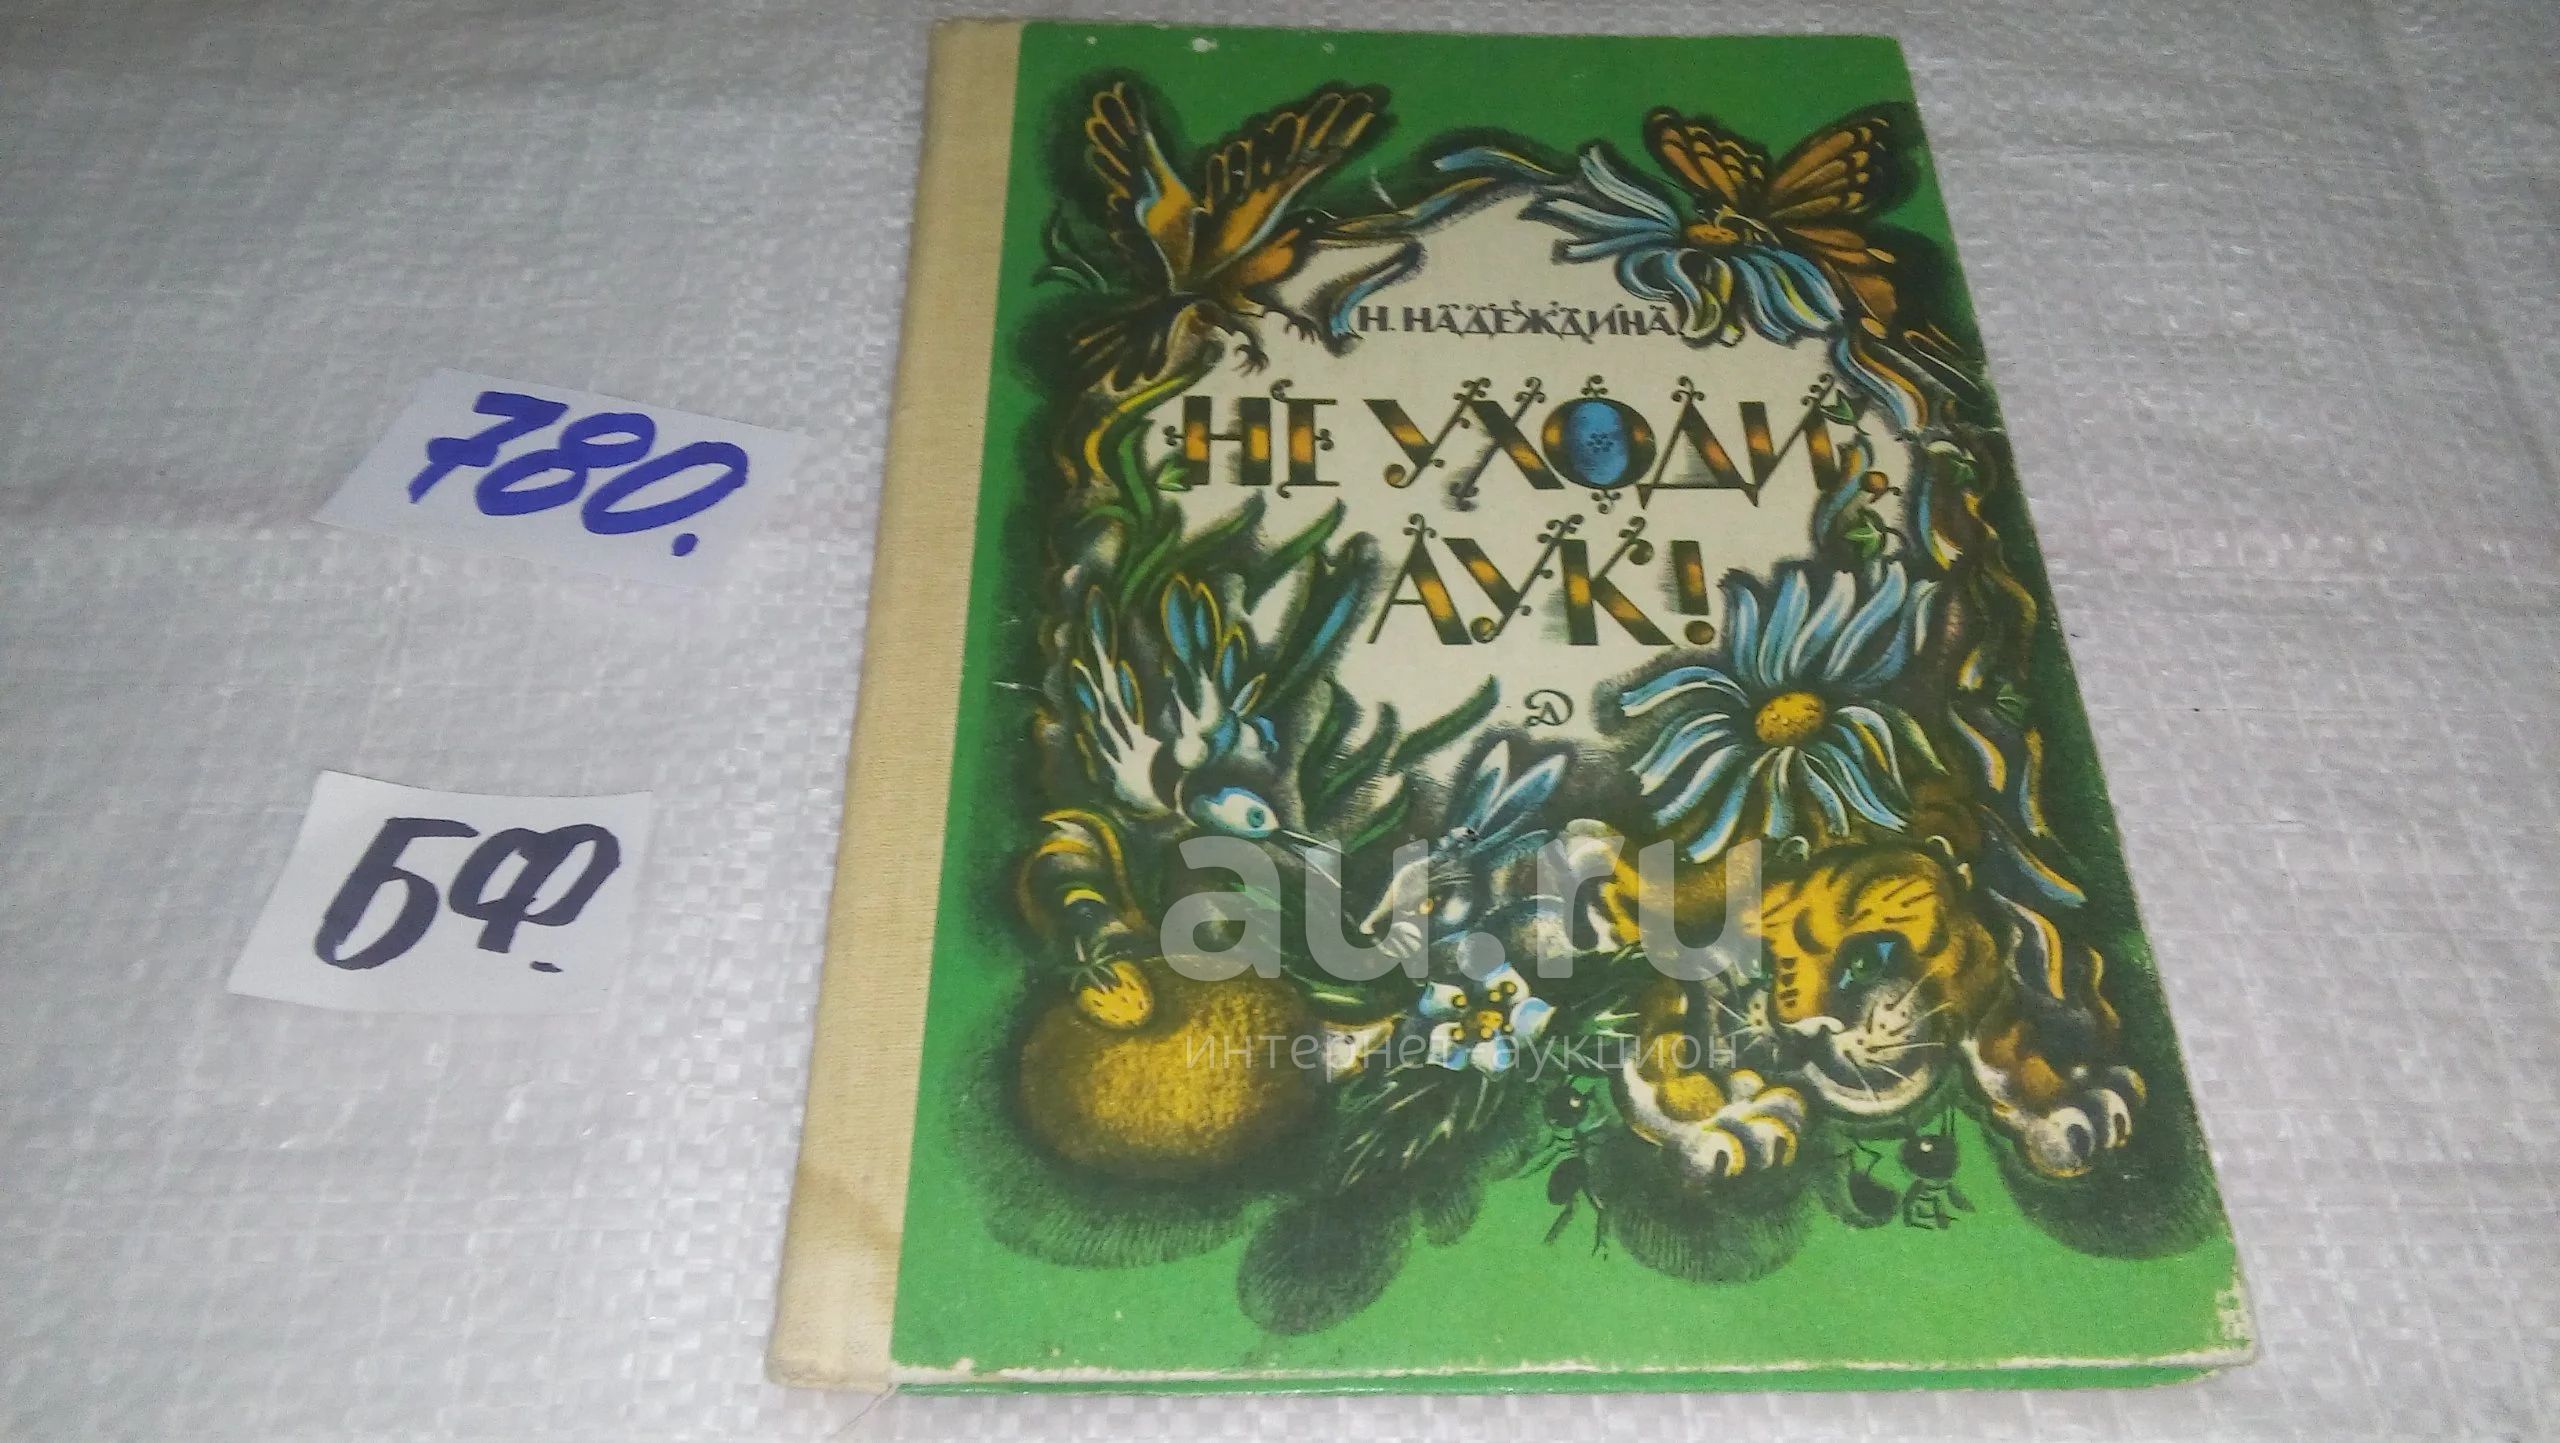 780.
БФ.
Н. НАДЕЖДИНА
НЕ УХОДИ,
АУК!
au.ru
интернет-аукцион